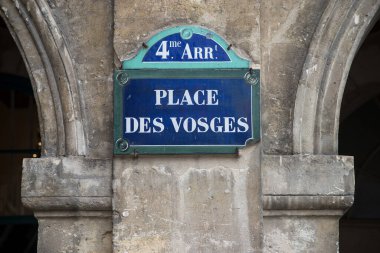 4me. Arrt
PLACE
DES VOSGES